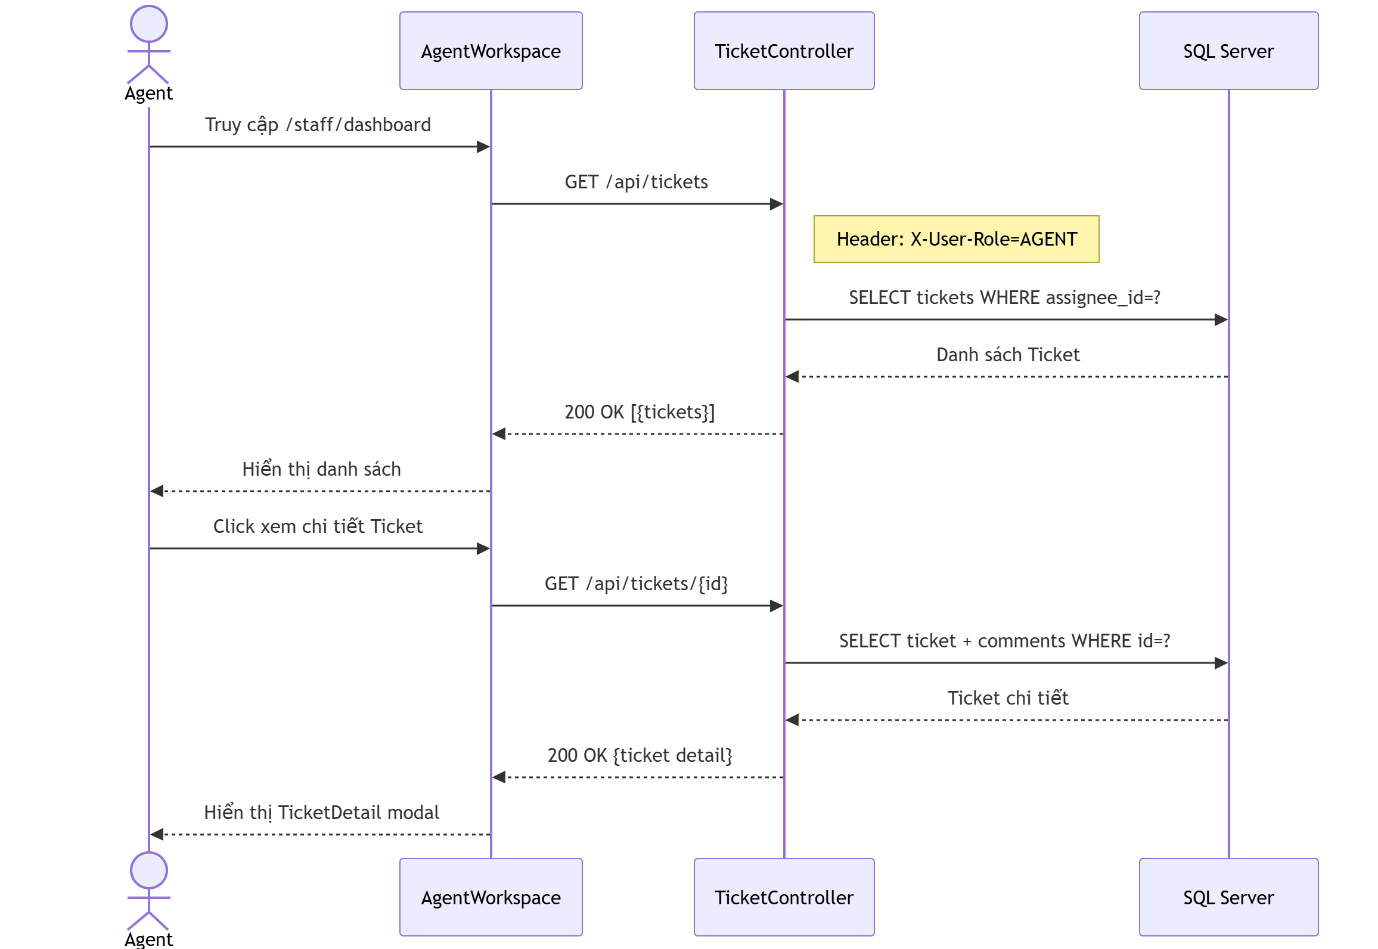 Agent
AgentWorkspace
TicketController
SQL Server
Truy cập /staff/dashboard
GET /api/tickets
Header: X-User-Role=AGENT
SELECT tickets WHERE assignee_id=?
Danh sách Ticket
200 OK [{tickets}]
Hiển thị danh sách
Click xem chi tiết Ticket
GET /api/tickets/{id}
SELECT ticket + comments WHERE id=?
Ticket chi tiết
200 OK {ticket detail}
Hiển thị TicketDetail modal
Agent
AgentWorkspace
TicketController
SQL Server